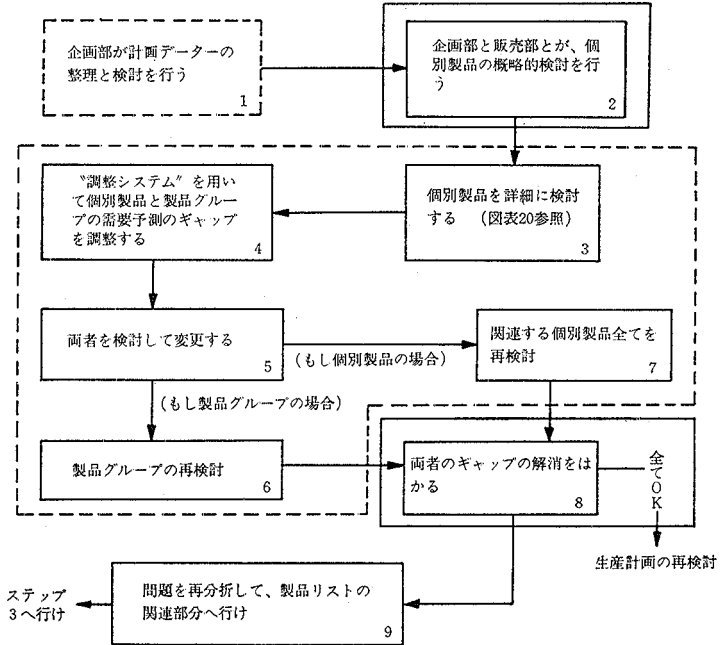 企画部が計画データーの
整理と検討を行う
1
企画部と販売部とが、個
別製品の概略的検討を行
う
2
〝調整システム〟を用い
て個別製品と製品グルー
プの需要予測のギャップ
を調整する
4
個別製品を詳細に検討
する (図表20参照)
3
両者を検討して変更する
5
(もし個別製品の場合)
関連する個別製品全てを
再検討
7
(もし製品グループの場合)
製品グループの再検討
6
両者のギャップの解消をは
かる
8
全てOK
生産計画の再検討
問題を再分折して、製品リストの
関連部分へ行け
9
ステップ
3へ行け